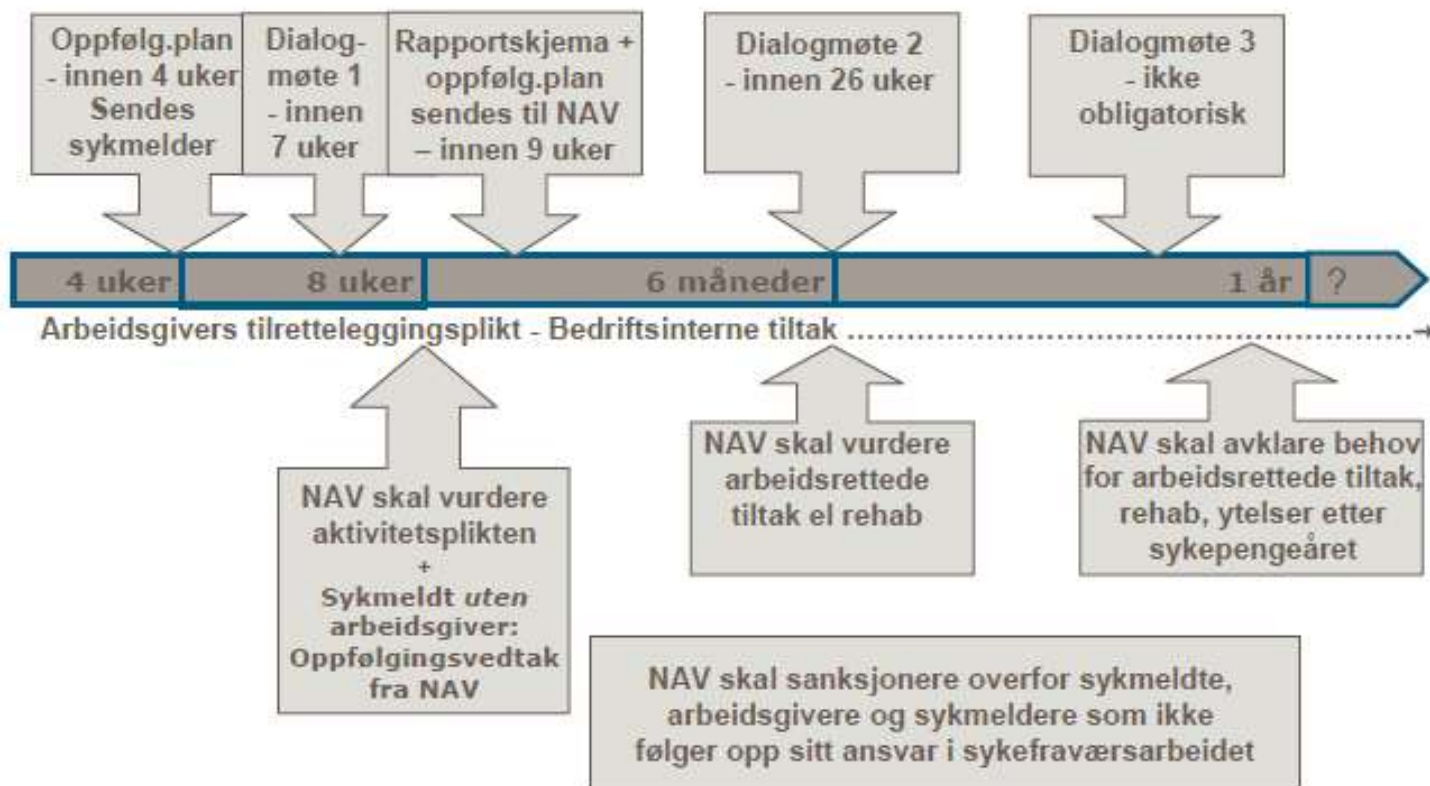 Oppfølg.plan
- innen 4 uker
Sendes
sykmelder
Dialog-
møte 1
- innen
7 uker
Rapportskjema +
oppfølg.plan
sendes til NAV
– innen 9 uker
Dialogmøte 2
- innen 26 uker
Dialogmøte 3
- ikke
obligatorisk
4 uker
8 uker
6 måneder
1 år
?
Arbeidsgivers tilretteleggingsplikt - Bedriftsinterne tiltak ..........................................................
NAV skal vurdere
aktivitetsplikten
+
Sykmeldt uten
arbeidsgiver:
Oppfølgingsvedtak
fra NAV
NAV skal vurdere
arbeidsrettede
tiltak el rehab
NAV skal avklare behov
for arbeidsrettede tiltak,
rehab, ytelser etter
sykepengeåret
NAV skal sanksjonere overfor sykmeldte,
arbeidsgivere og sykmeldere som ikke
følger opp sitt ansvar i sykefraværsarbeidet